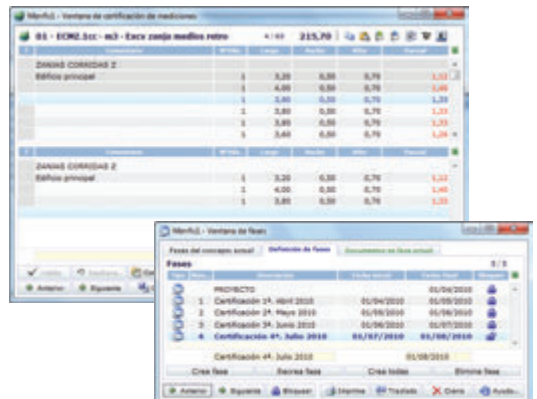 Menfis8 - Ventana de certificación de mediciones
01 - ECMZ.1cc - m3 - Excv zanja medios retro 4/60 215,70
Comentario Largo Ancho Alto Parcial
ZANJAS CORRIDAS Z
Edificio principal 1 3,20 0,50 0,70 1,12
1 4,00 0,50 0,70 1,40
1 3,80 0,50 0,70 1,33
1 3,80 0,50 0,70 1,33
1 3,80 0,50 0,70 1,33
1 3,60 0,50 0,70 1,26
Comentario Largo Ancho Alto Parcial
ZANJAS CORRIDAS Z
Edificio principal 1 3,20 0,50 0,70 1,12
1 4,00 0,50 0,70 1,40
1 3,80 0,50 0,70 1,33
Anterior Siguiente
Ventana de fases
Fases del concepto actual Definición de fases Documentos en fase actual
Fases 5/5
Tipo Núm. Descripción Fecha inicial Fecha final Bloqueo
PROYECTO 01/04/2010
1 Certificación 1ª. Abril 2010 01/04/2010 01/05/2010
2 Certificación 2ª. Mayo 2010 01/05/2010 01/06/2010
3 Certificación 3ª. Junio 2010 01/06/2010 01/07/2010
4 Certificación 4ª. Julio 2010 01/07/2010 01/08/2010
Certificación 4ª. Julio 2010 01/08/2010
Crea fase Recrea fase Crea todas Elimina fase
Anterior Siguiente Bloquear Imprime Traslada Cierra Ayuda...